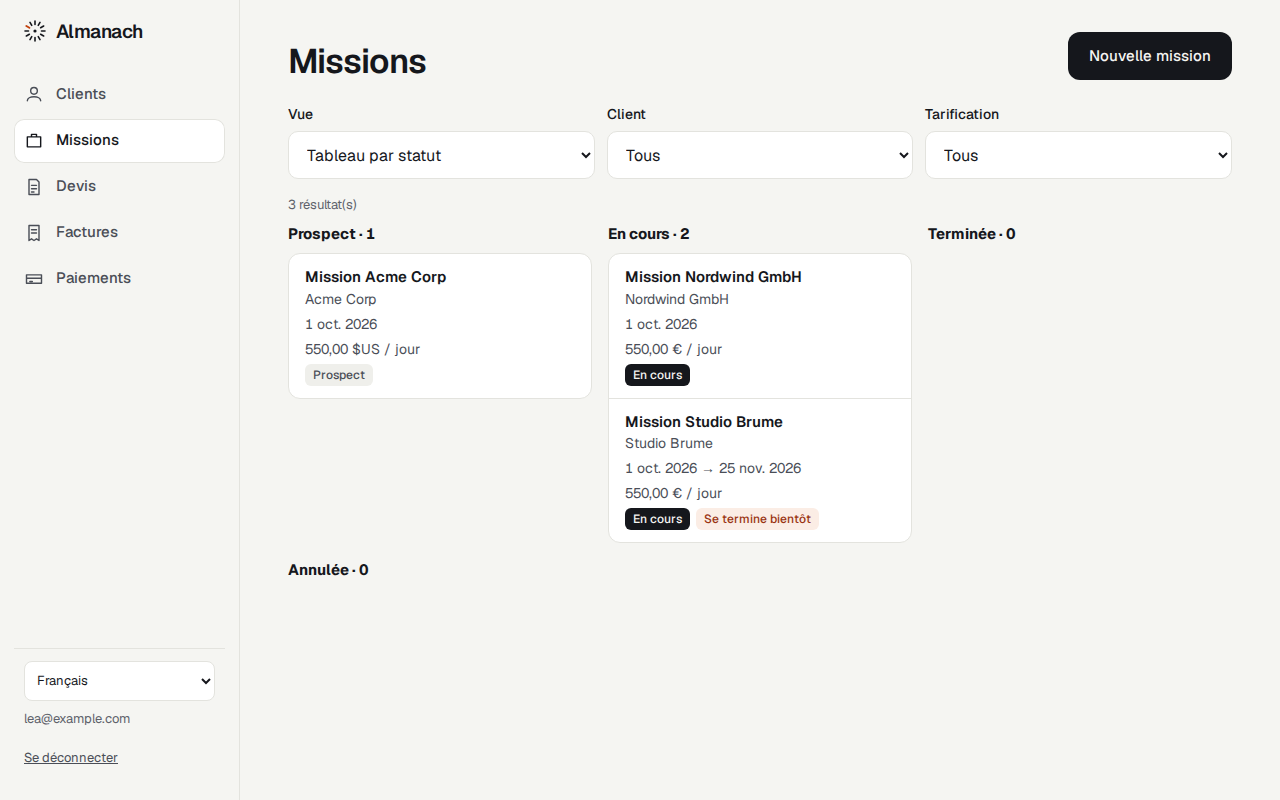 Almanach
Clients
Missions
Devis
Factures
Paiements
Français
lea@example.com
Se déconnecter
Missions
Nouvelle mission
Vue
Client
Tarification
Tableau par statut
Tous
Tous
3 résultat(s)
Prospect · 1
Mission Acme Corp
Acme Corp
1 oct. 2026
550,00 $US / jour
Prospect
En cours · 2
Mission Nordwind GmbH
Nordwind GmbH
1 oct. 2026
550,00 € / jour
En cours
Mission Studio Brume
Studio Brume
1 oct. 2026 → 25 nov. 2026
550,00 € / jour
En cours
Se termine bientôt
Terminée · 0
Annulée · 0